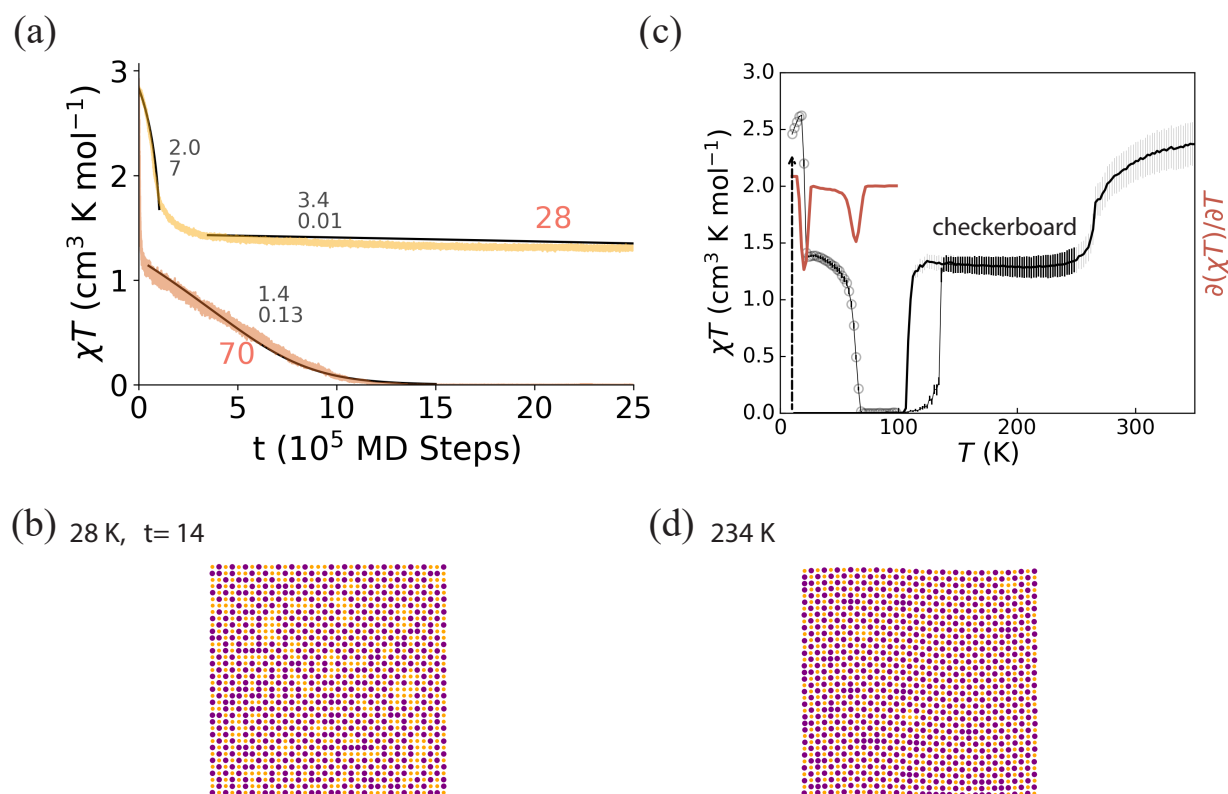 (a)
3
2
1
0
χT (cm³ K mol⁻¹)
2.0
7
3.4
0.01
28
1.4
0.13
70
0 5 10 15 20 25
t (10⁵ MD Steps)
(c)
3.0
2.5
2.0
1.5
1.0
0.5
0.0
χT (cm³ K mol⁻¹)
checkerboard
∂(χT)/∂T
0 100 200 300
T (K)
(b) 28 K, t= 14
(d) 234 K